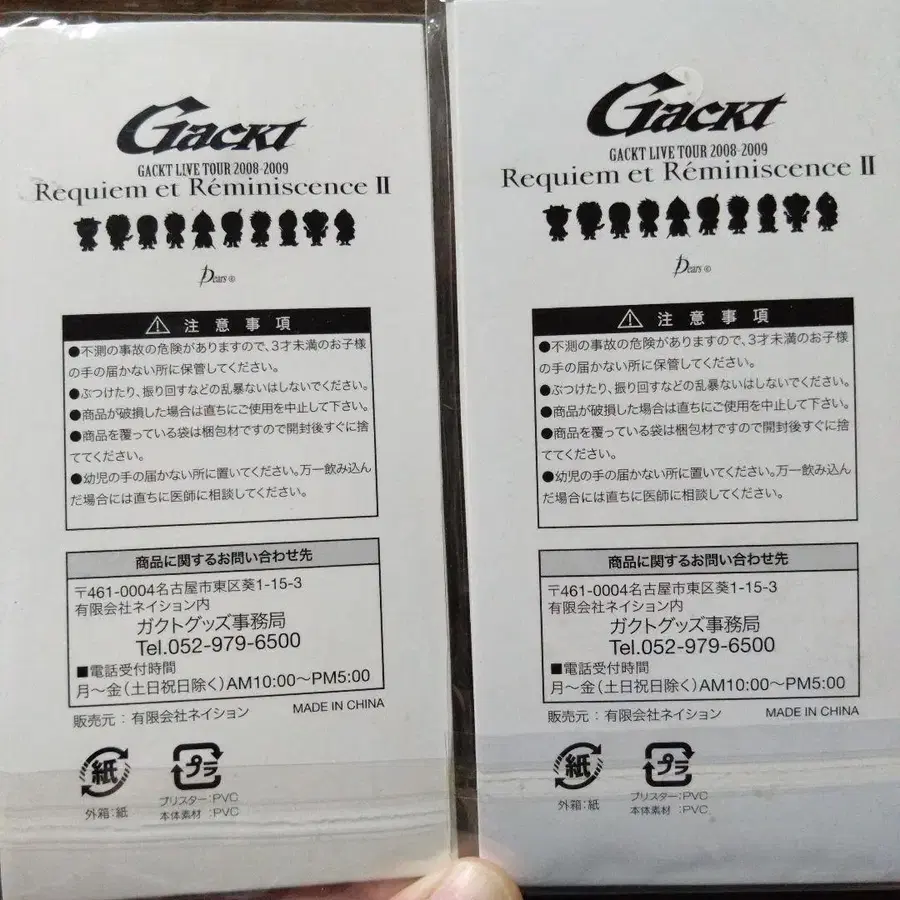 Gackt
GACKT LIVE TOUR 2008-2009
Requiem et Réminiscence II
Dears ©
注意事項
●不測の事故の危険がありますので、3才未満のお子様
の手の届かない所に保管してください。
●ぶつけたり、振り回すなどの乱暴ないはしないでください。
●商品が破損した場合は直ちにご使用を中止して下さい。
●商品を覆っている袋は梱包材ですので開封後すぐに捨
ててください。
●幼児の手の届かない所に置いてください。万一飲み込ん
だ場合には直ちに医師に相談してください。
商品に関するお問い合わせ先
〒461-0004名古屋市東区葵1-15-3
有限会社ネイション内
ガクトグッズ事務局
Tel.052-979-6500
■電話受付時間
月〜金(土日祝日除く)AM10:00〜PM5:00
販売元:有限会社ネイション MADE IN CHINA
紙 プラ
外箱:紙 ブリスター:PVC
本体素材:PVC
Gackt
GACKT LIVE TOUR 2008-2009
Requiem et Réminiscence II
Dears ©
注意事項
●不測の事故の危険がありますので、3才未満のお子様
の手の届かない所に保管してください。
●ぶつけたり、振り回すなどの乱暴ないはしないでください。
●商品が破損した場合は直ちにご使用を中止して下さい。
●商品を覆っている袋は梱包材ですので開封後すぐに捨
ててください。
●幼児の手の届かない所に置いてください。万一飲み込ん
だ場合には直ちに医師に相談してください。
商品に関するお問い合わせ先
〒461-0004名古屋市東区葵1-15-3
有限会社ネイション内
ガクトグッズ事務局
Tel.052-979-6500
■電話受付時間
月〜金(土日祝日除く)AM10:00〜PM5:00
販売元:有限会社ネイション MADE IN CHINA
紙 プラ
外箱:紙 ブリスター:PVC
本体素材:PVC